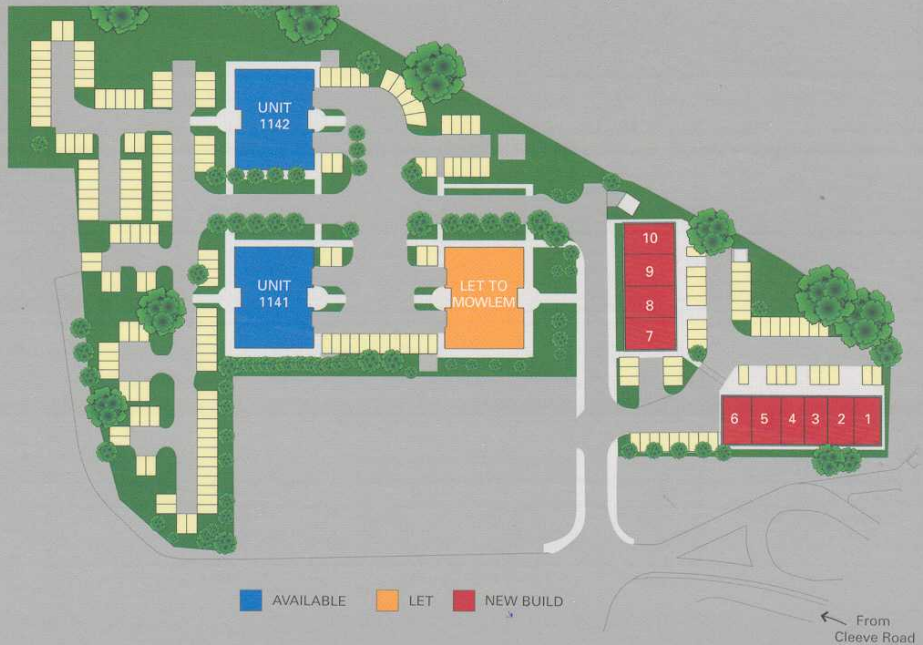 UNIT
1142
10
9
8
7
UNIT
1141
LET TO
MOWLEM
6 5 4 3 2 1
AVAILABLE LET NEW BUILD
From
Cleeve Road